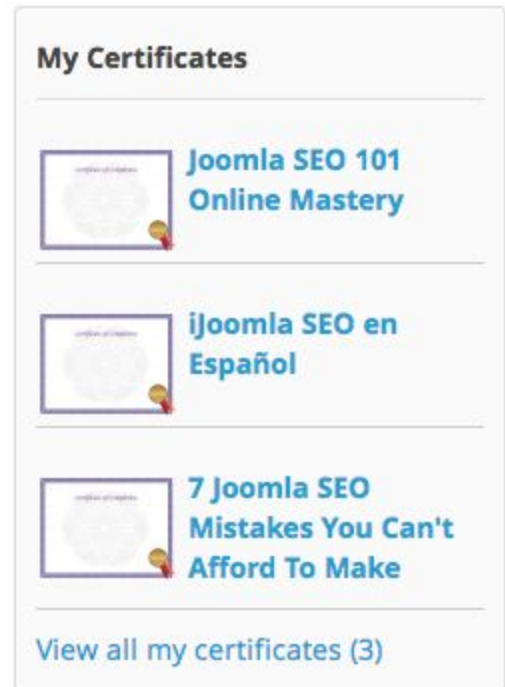 My Certificates
Joomla SEO 101
Online Mastery
iJoomla SEO en
Español
7 Joomla SEO
Mistakes You Can't
Afford To Make
View all my certificates (3)